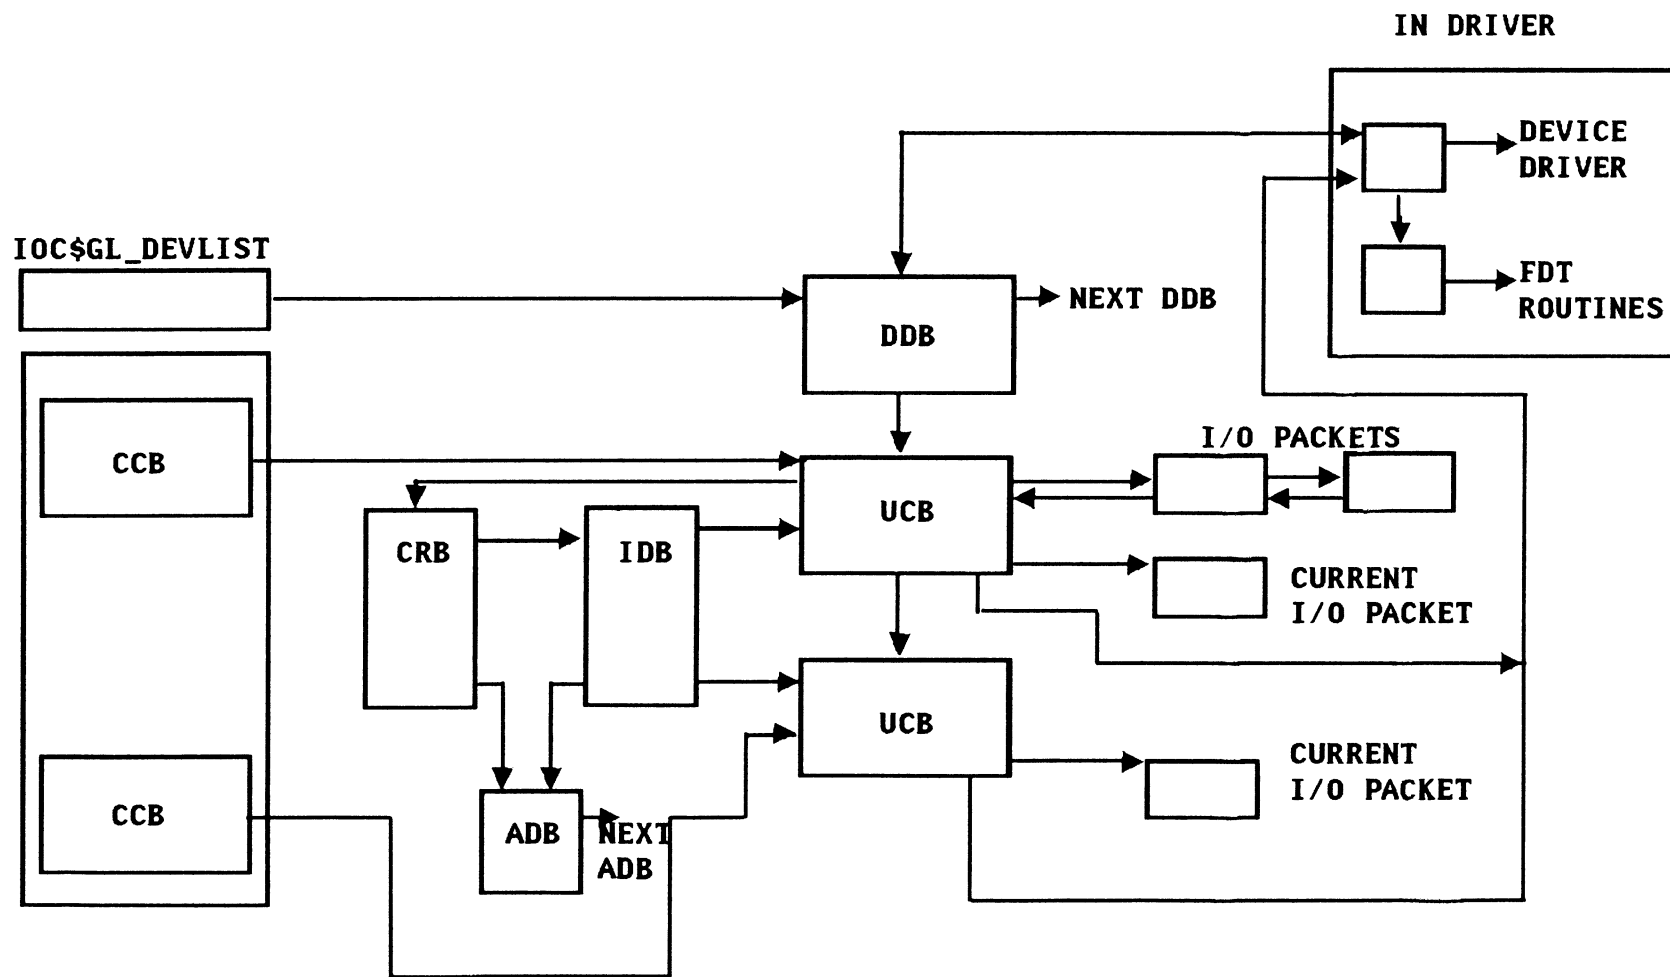 IN DRIVER
DEVICE
DRIVER
IOC$GL_DEVLIST
FDT
ROUTINES
NEXT DDB
DDB
I/O PACKETS
CCB
UCB
CRB
IDB
CURRENT
I/O PACKET
UCB
CURRENT
I/O PACKET
CCB
ADB
NEXT
ADB